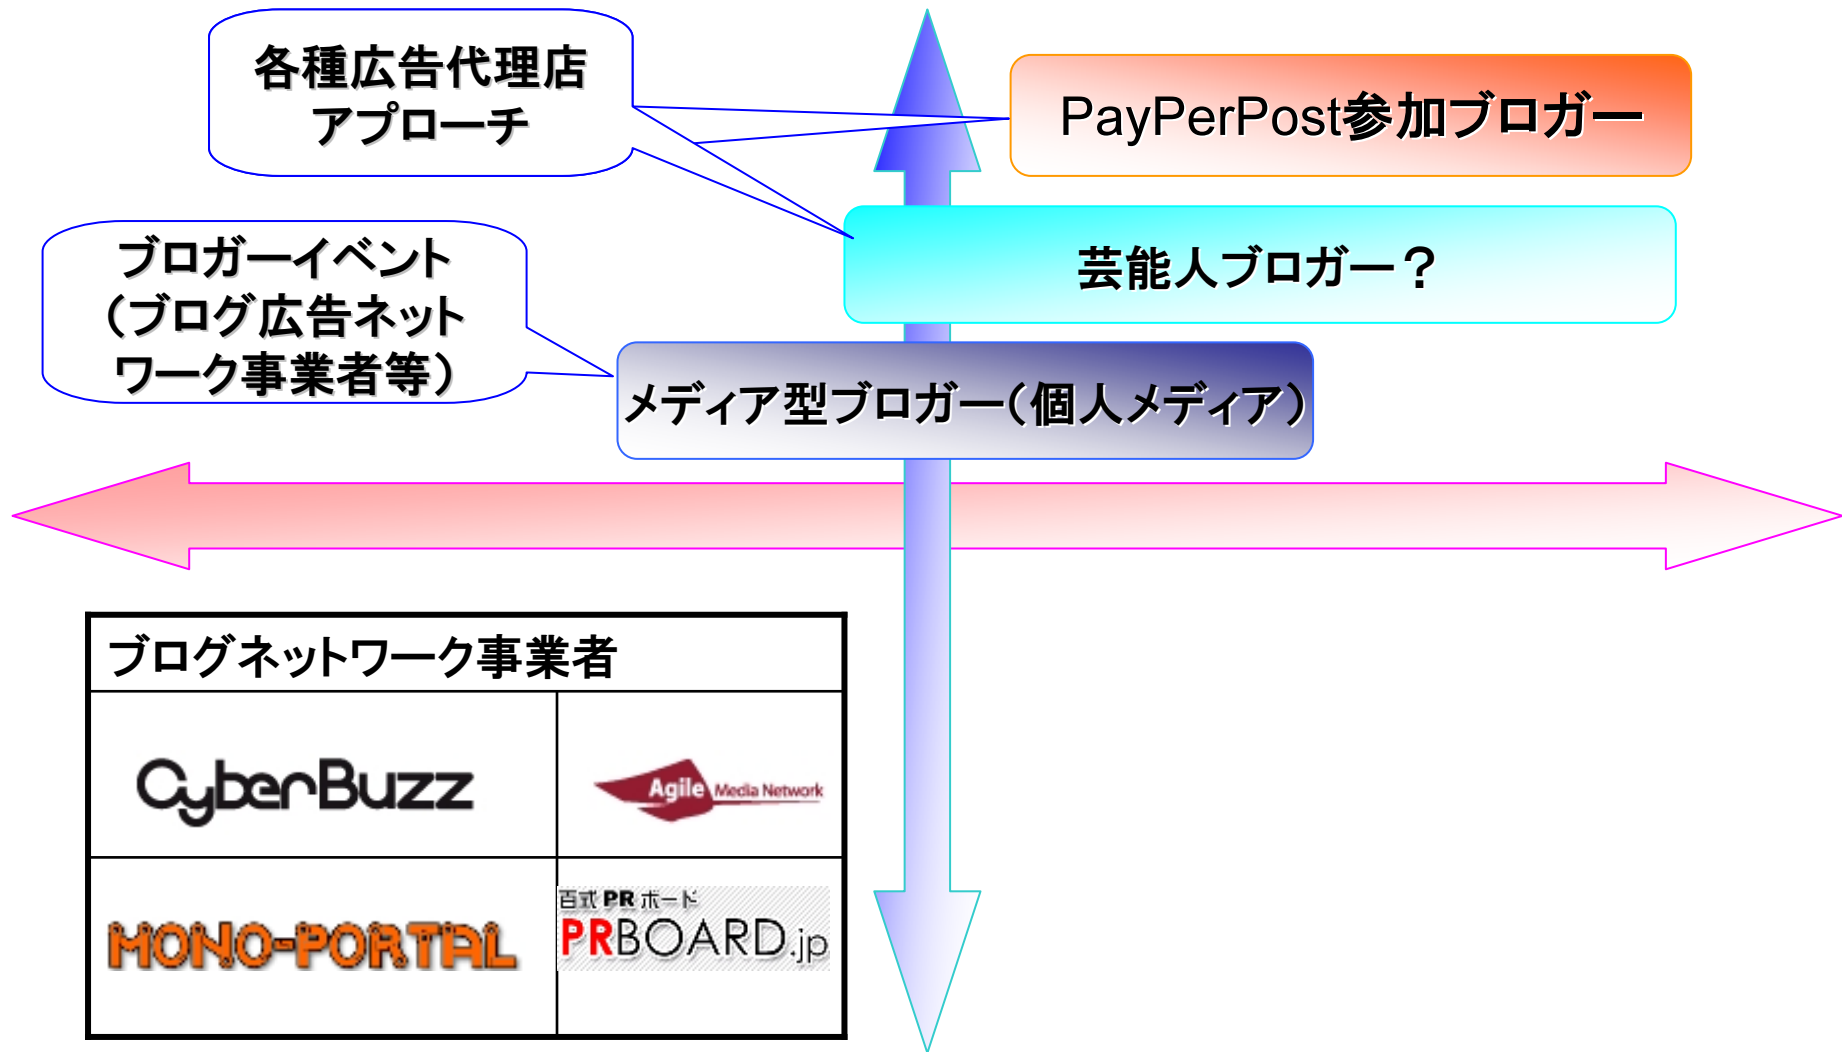 各種広告代理店
アプローチ
PayPerPost参加ブロガー
芸能人ブロガー？
ブロガーイベント
（ブログ広告ネット
ワーク事業者等）
メディア型ブロガー（個人メディア）
ブログネットワーク事業者
CyberBuzz
Agile Media Network
MONO-PORTAL
百式PRボード
PRBOARD.jp